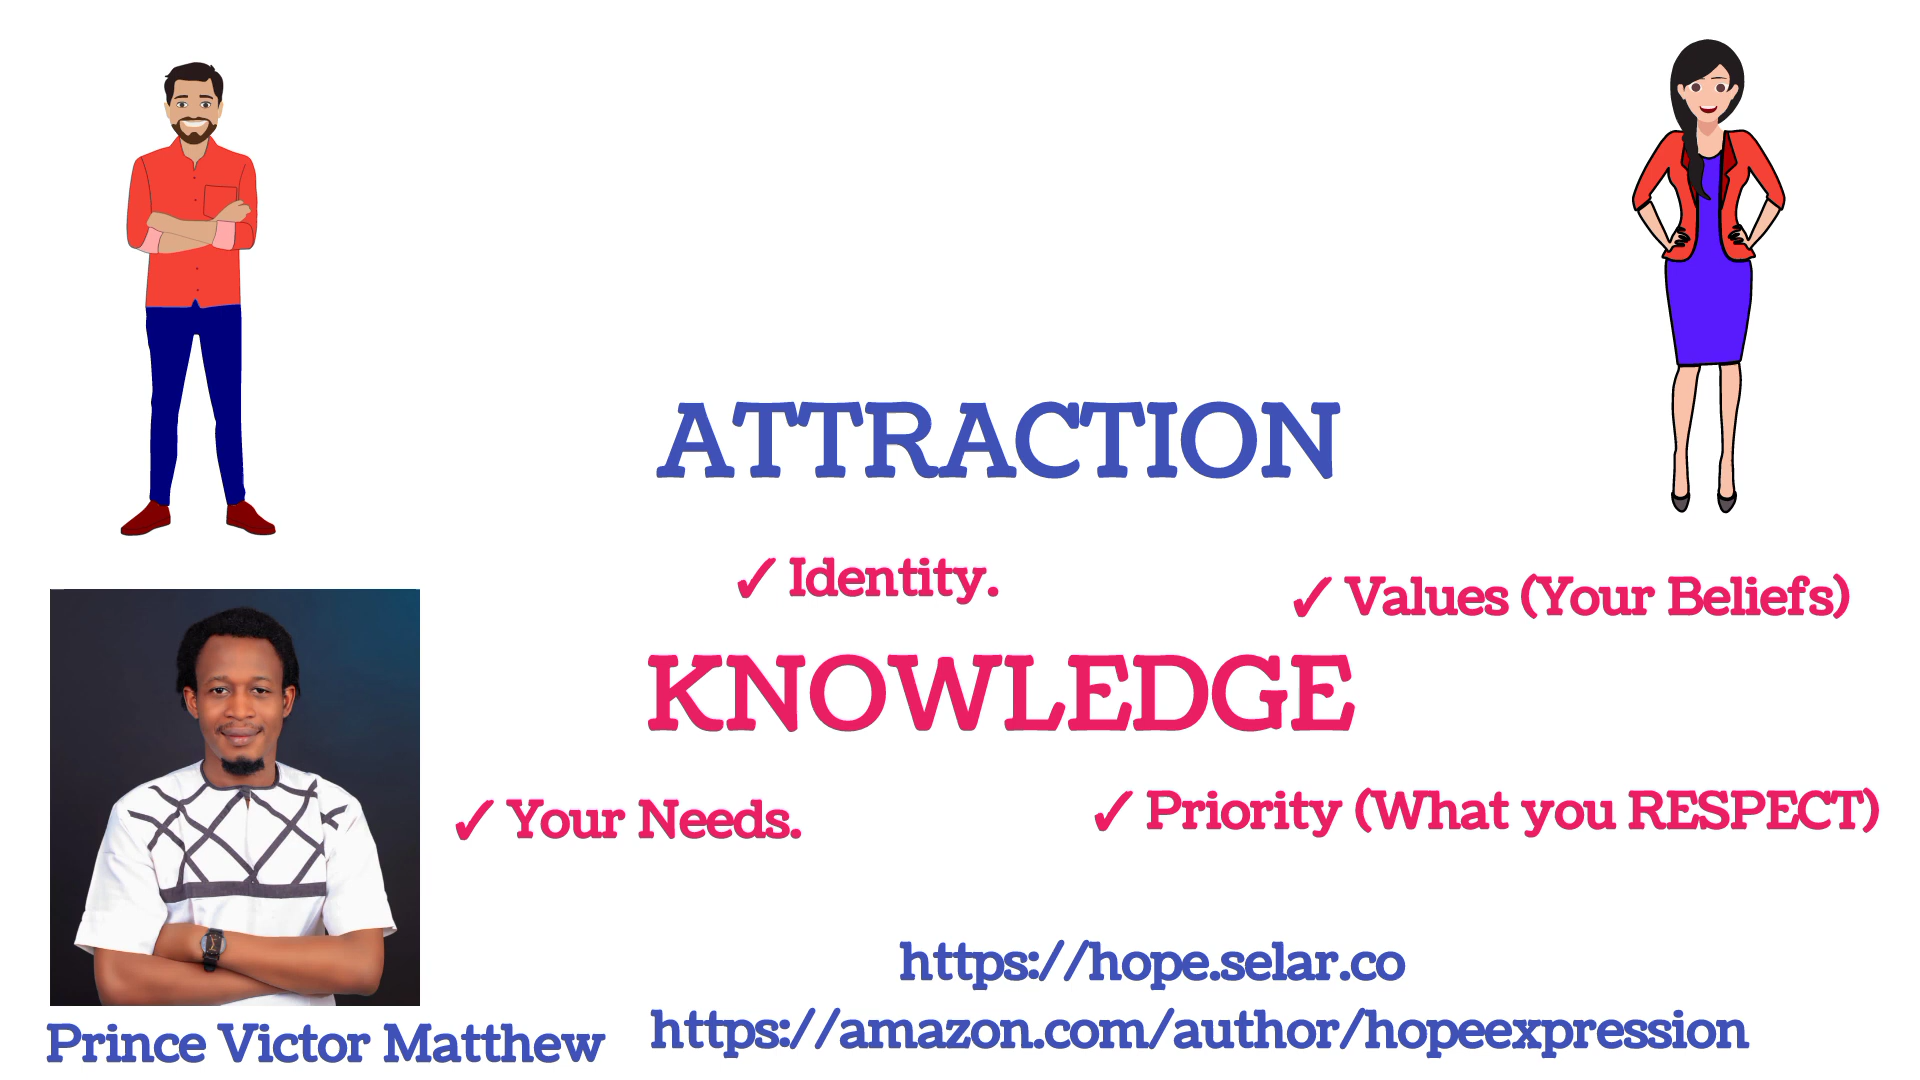 ATTRACTION
✓ Identity.
✓ Values (Your Beliefs)
KNOWLEDGE
✓ Your Needs.
✓ Priority (What you RESPECT)
https://hope.selar.co
https://amazon.com/author/hopeexpression
Prince Victor Matthew